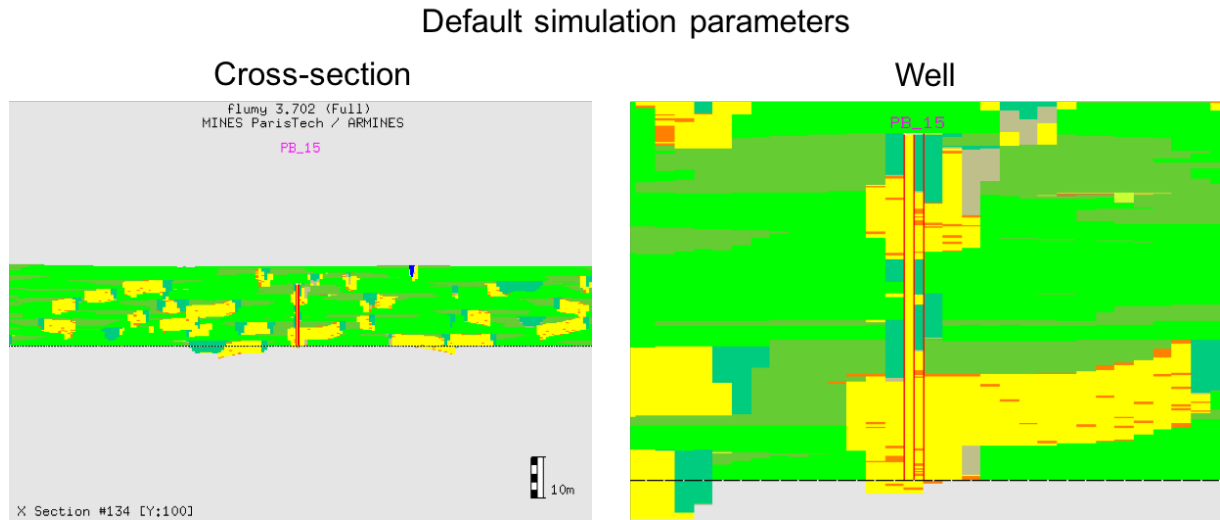 Default simulation parameters
Cross-section
Well
flumy 3.702 (Full)
MINES ParisTech / ARMINES
PB_15
PB_15
10m
X Section #134 [Y:100]